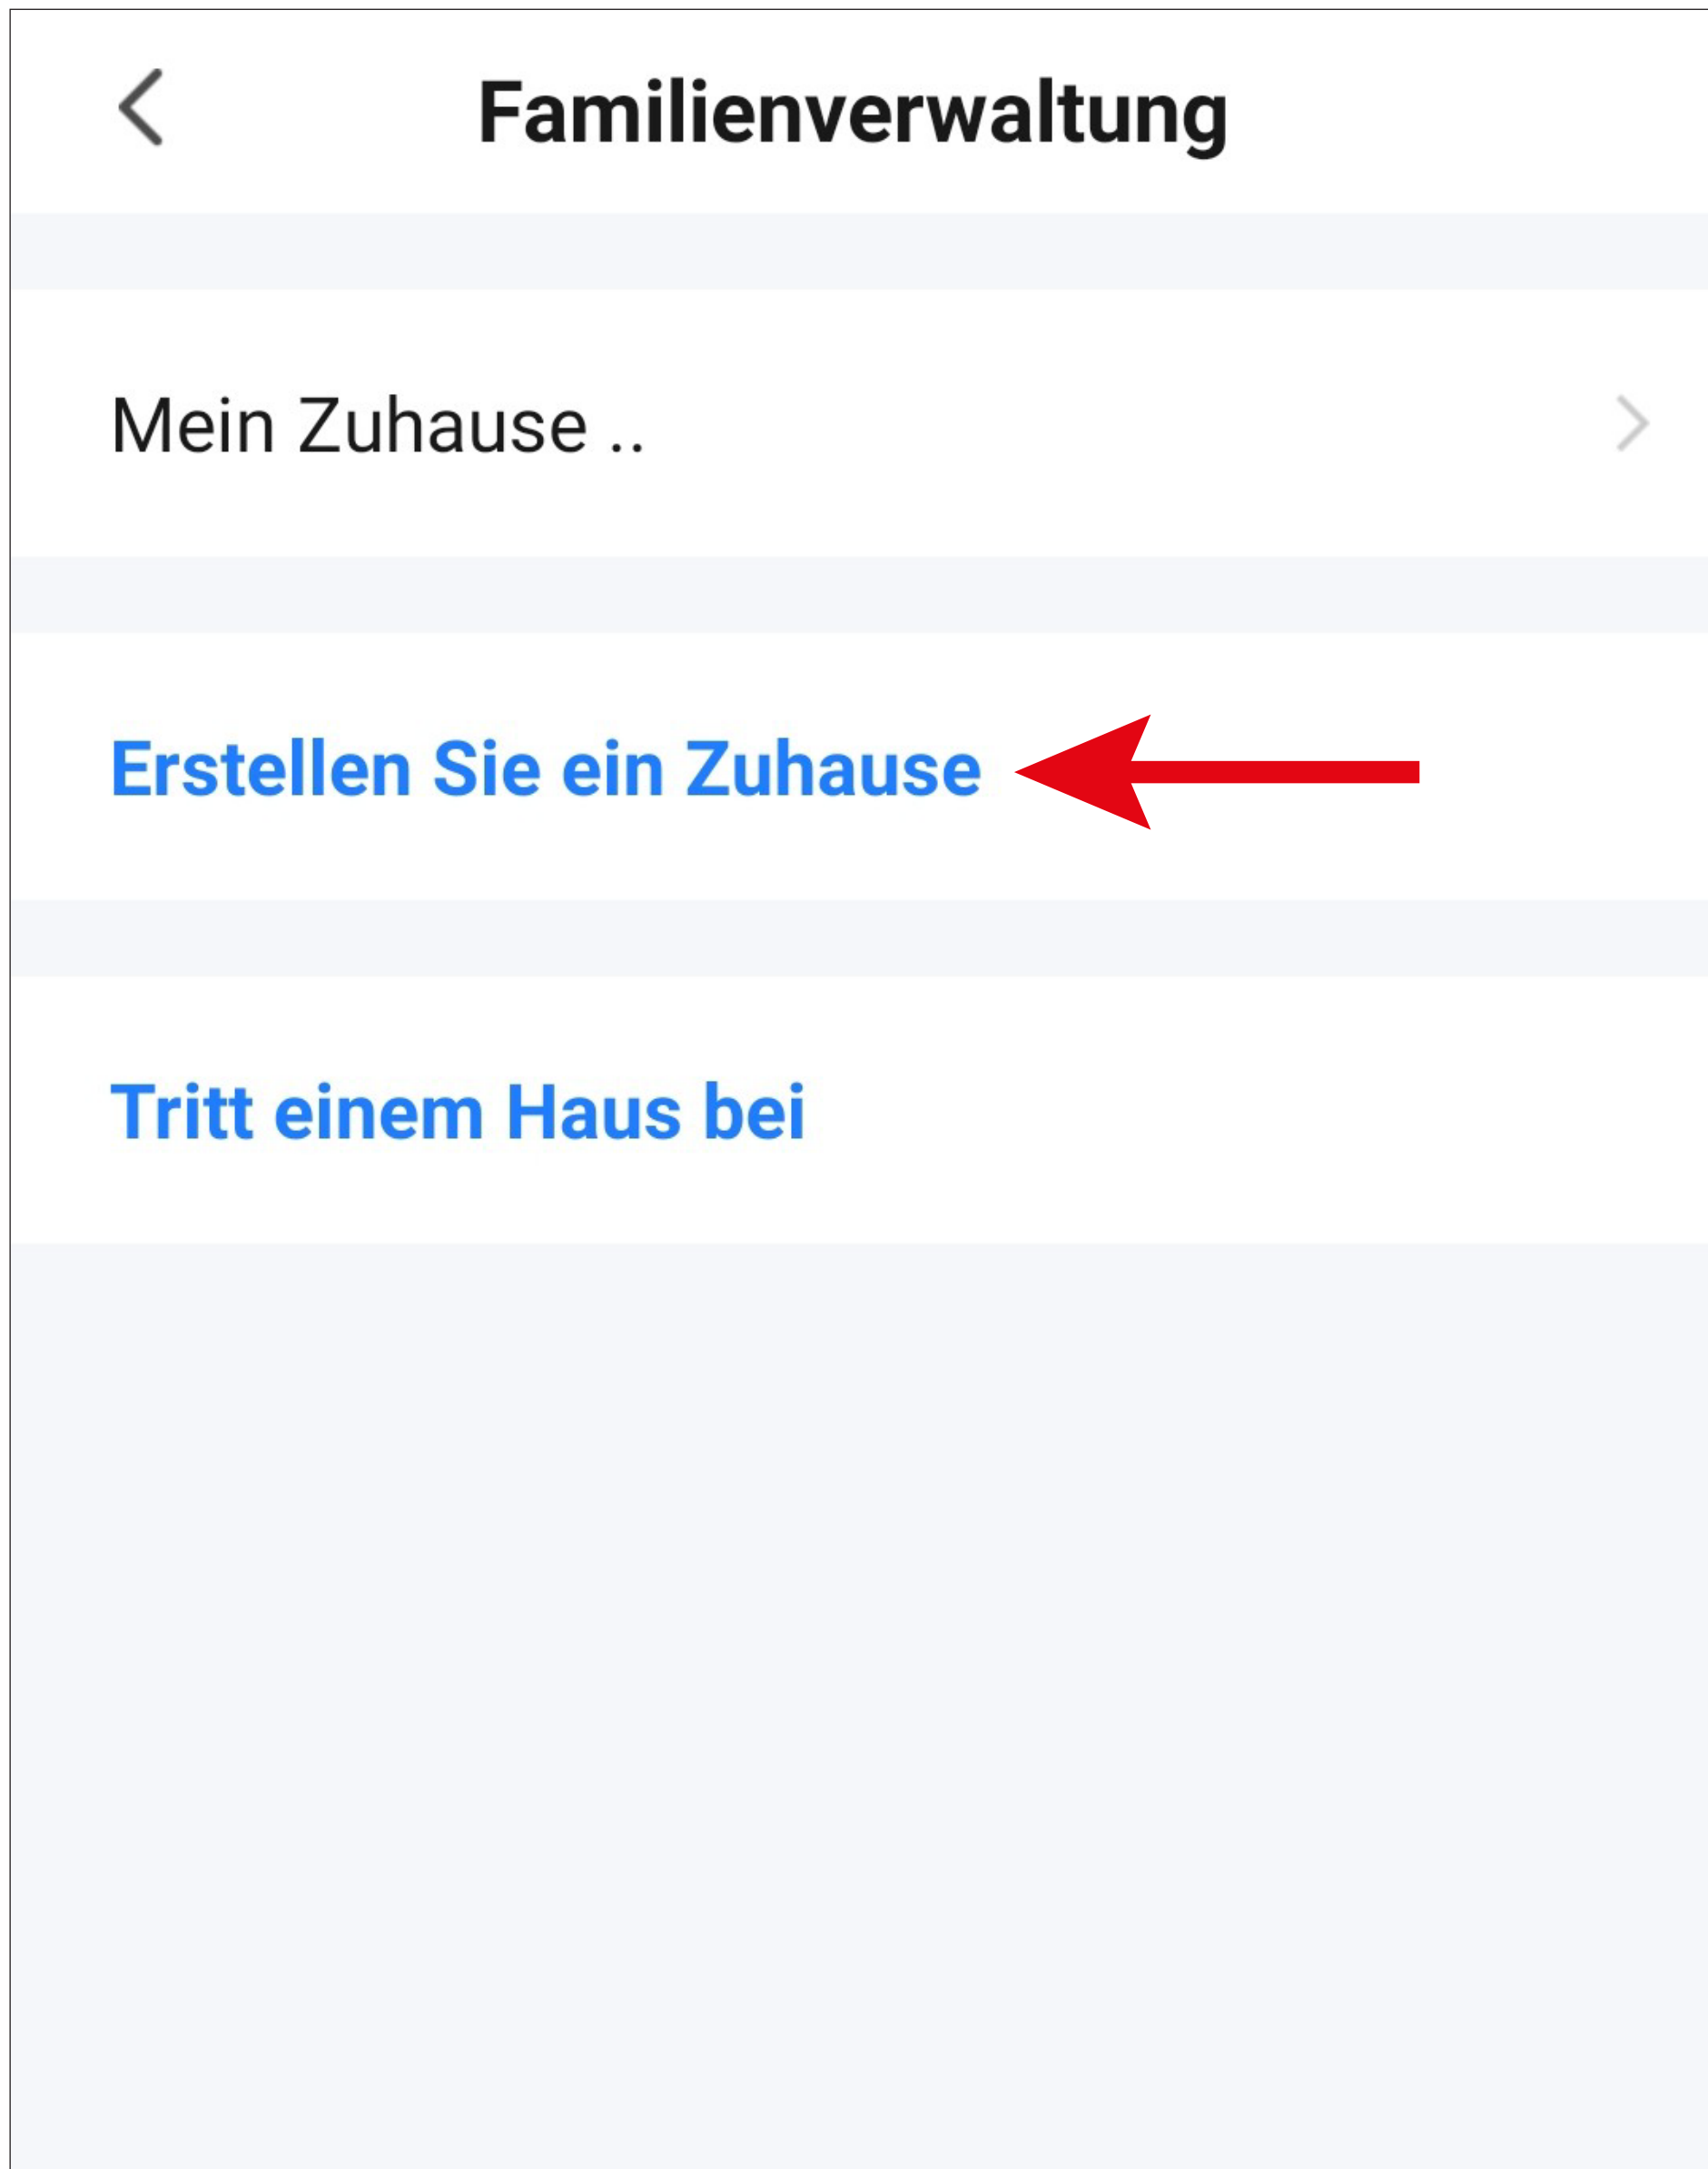 Familienverwaltung
Mein Zuhause ..
Erstellen Sie ein Zuhause
Tritt einem Haus bei